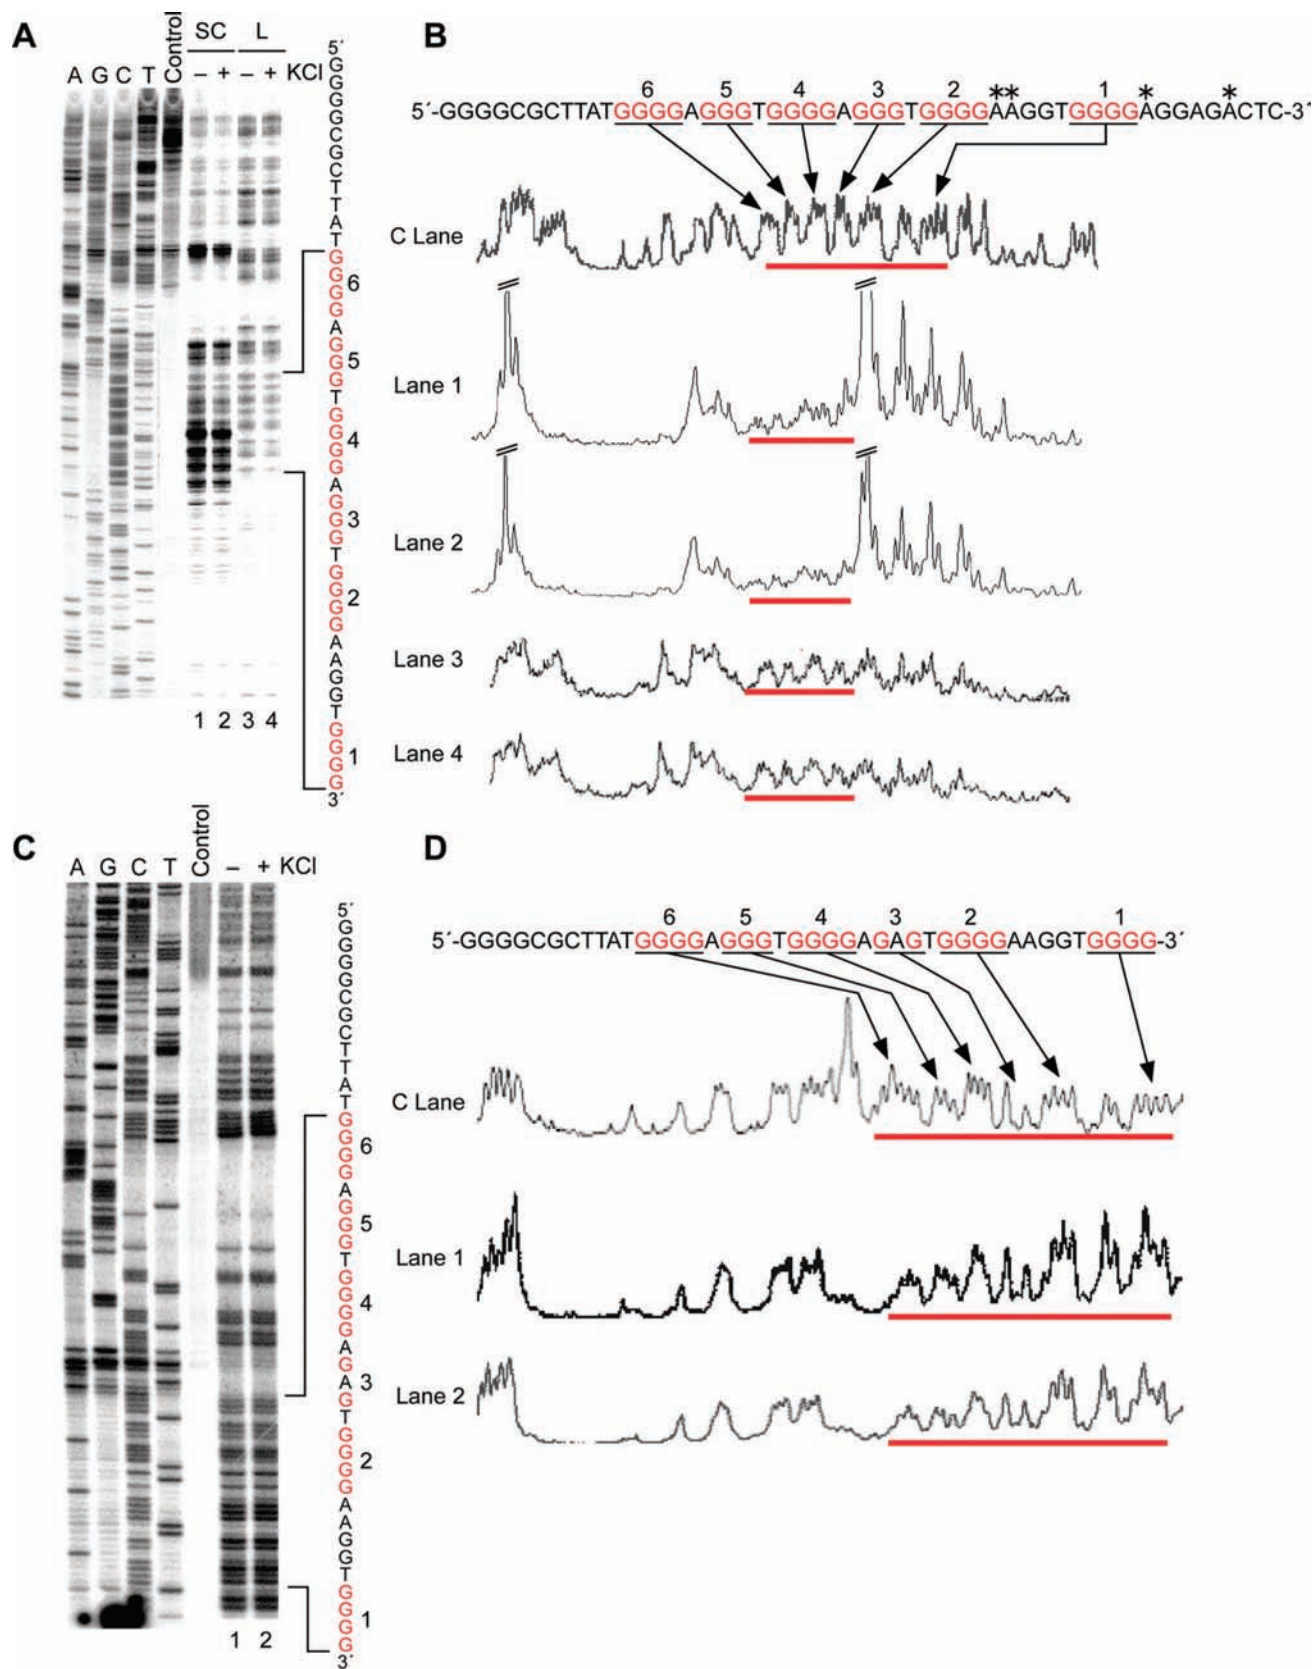 A
SC L
Control
A G C T – + – + KCl
5´
G
G
G
G
C
G
C
T
T
A
T
G
G
G
G
A
G
G
G
T
G
G
G
G
A
G
G
G
T
G
G
G
G
A
A
G
G
T
G
G
G
G
3´
6
5
4
3
2
1
1 2 3 4
B
6 5 4 3 2 ** 1 * *
5´-GGGGCGCTTATGGGGAGGGTGGGGAGGGTGGGGAAGGTGGGGAGGAGACTC-3´
C Lane
Lane 1
Lane 2
Lane 3
Lane 4
C
Control
A G C T – + KCl
5´
G
G
G
G
C
G
C
T
T
A
T
G
G
G
G
A
G
G
G
T
G
G
G
G
A
G
A
G
T
G
G
G
G
A
A
G
G
T
G
G
G
G
3´
6
5
4
3
2
1
1 2
D
6 5 4 3 2 1
5´-GGGGCGCTTATGGGGAGGGTGGGGAGAGTGGGGAAGGTGGGG-3´
C Lane
Lane 1
Lane 2